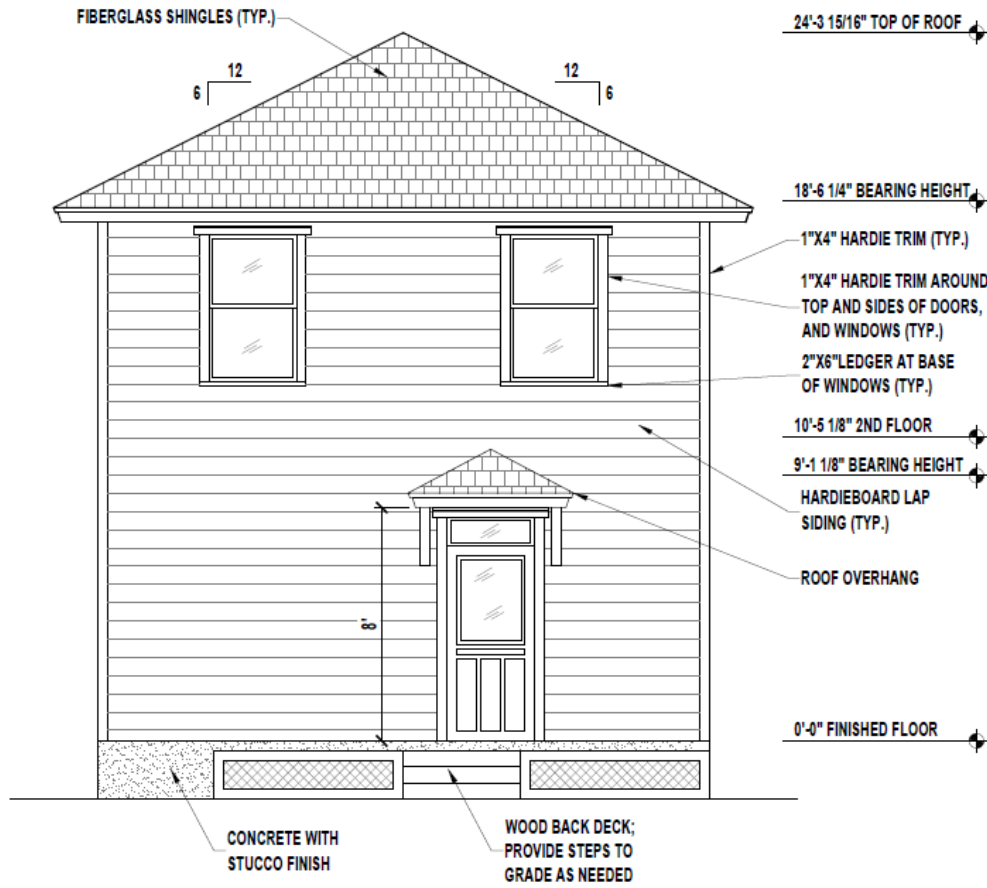 FIBERGLASS SHINGLES (TYP.)
24'-3 15/16" TOP OF ROOF
12
6
12
6
18'-6 1/4" BEARING HEIGHT
1"X4" HARDIE TRIM (TYP.)
1"X4" HARDIE TRIM AROUND
TOP AND SIDES OF DOORS,
AND WINDOWS (TYP.)
2"X6"LEDGER AT BASE
OF WINDOWS (TYP.)
10'-5 1/8" 2ND FLOOR
9'-1 1/8" BEARING HEIGHT
HARDIEBOARD LAP
SIDING (TYP.)
ROOF OVERHANG
8'
0'-0" FINISHED FLOOR
CONCRETE WITH
STUCCO FINISH
WOOD BACK DECK;
PROVIDE STEPS TO
GRADE AS NEEDED